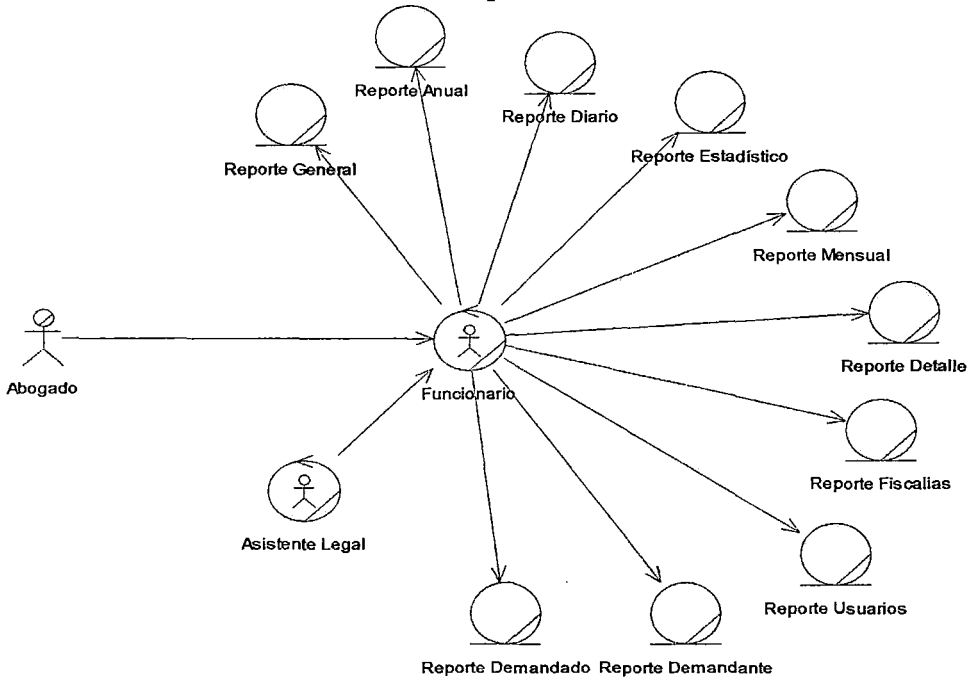 Reporte Anual
Reporte Diario
Reporte Estadístico
Reporte General
Reporte Mensual
Reporte Detalle
Abogado
Funcionario
Reporte Fiscalias
Asistente Legal
Reporte Usuarios
Reporte Demandado
Reporte Demandante